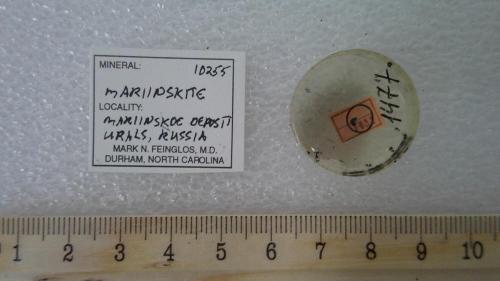 MINERAL: 10255
MARIINSKITE
LOCALITY:
MARIINSKOE DEPOSIT
URALS, RUSSIA
MARK N. FEINGLOS, M.D.
DURHAM, NORTH CAROLINA
1477.
1 2 3 4 5 6 7 8 9 10